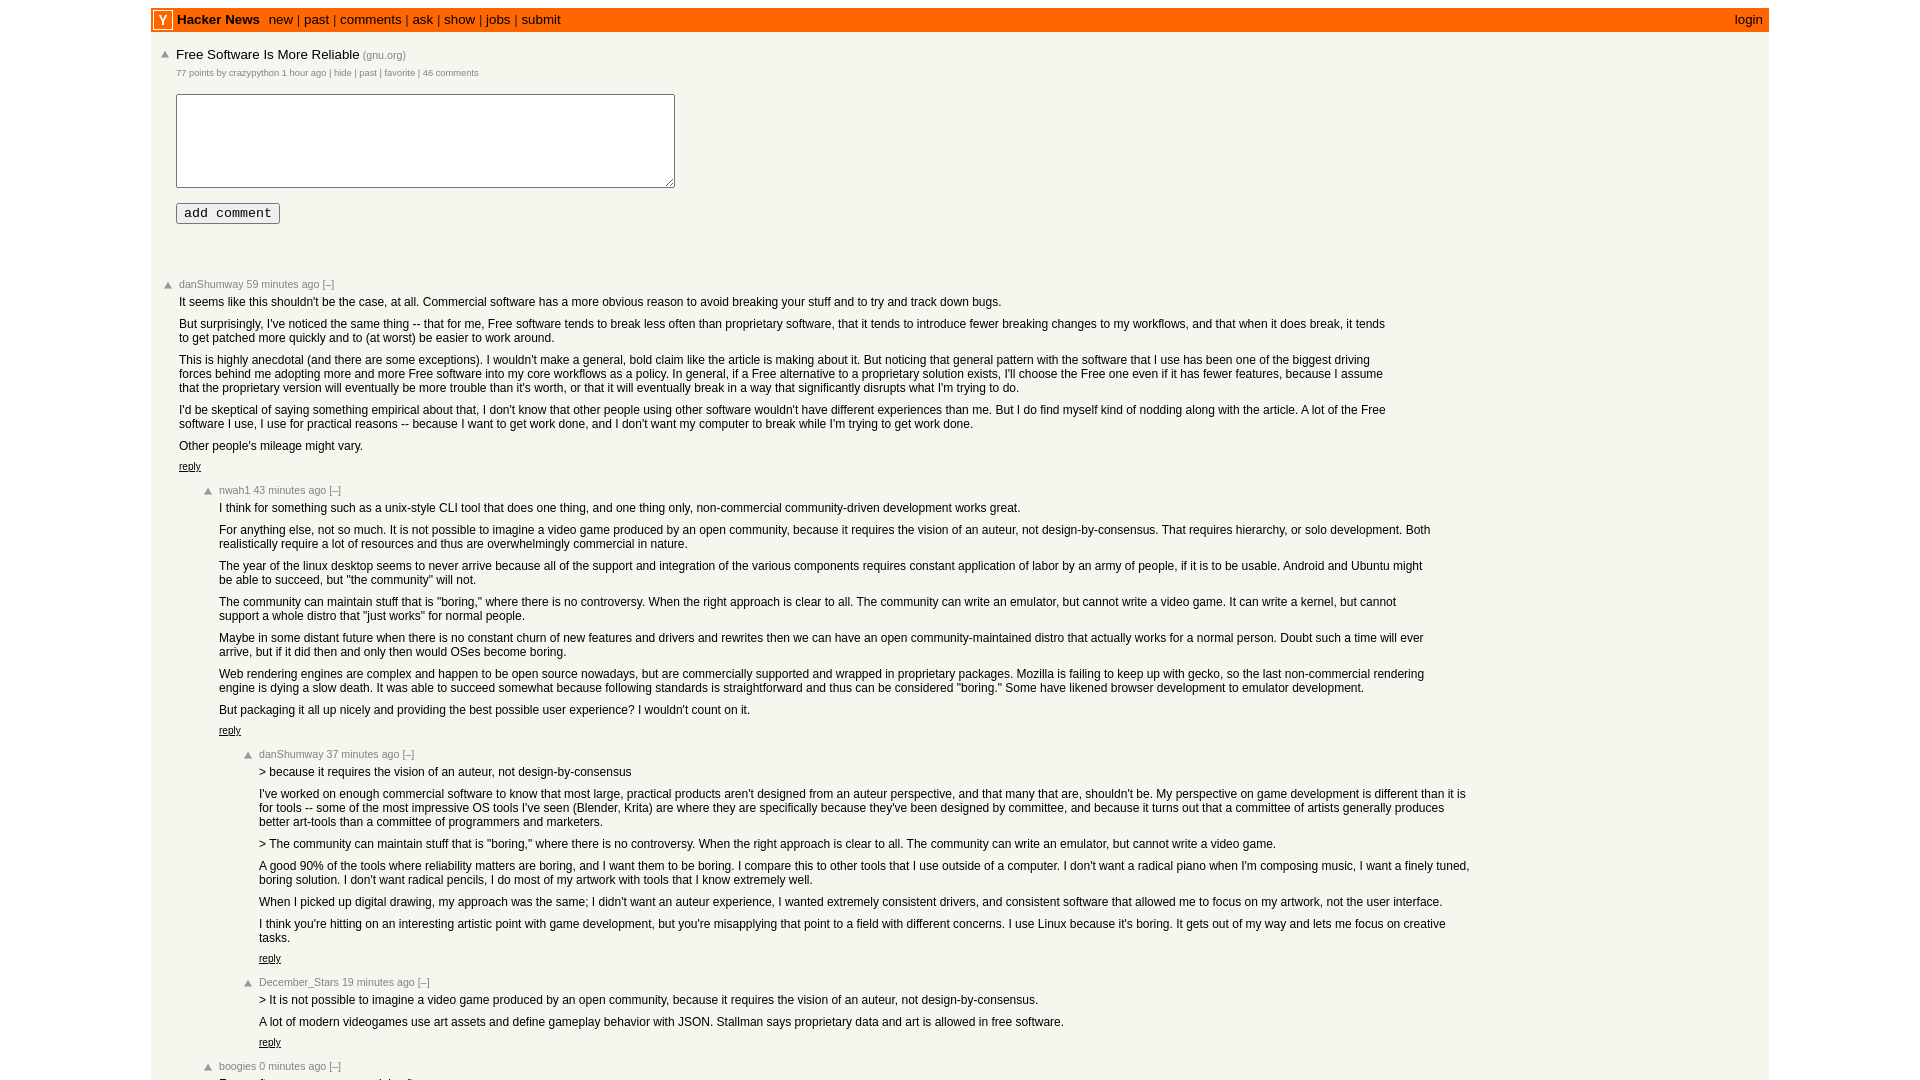 Y Hacker News new | past | comments | ask | show | jobs | submit login
Free Software Is More Reliable (gnu.org)
77 points by crazypython 1 hour ago | hide | past | favorite | 46 comments
add comment
danShumway 59 minutes ago [–]
It seems like this shouldn't be the case, at all. Commercial software has a more obvious reason to avoid breaking your stuff and to try and track down bugs.
But surprisingly, I've noticed the same thing -- that for me, Free software tends to break less often than proprietary software, that it tends to introduce fewer breaking changes to my workflows, and that when it does break, it tends
to get patched more quickly and to (at worst) be easier to work around.
This is highly anecdotal (and there are some exceptions). I wouldn't make a general, bold claim like the article is making about it. But noticing that general pattern with the software that I use has been one of the biggest driving
forces behind me adopting more and more Free software into my core workflows as a policy. In general, if a Free alternative to a proprietary solution exists, I'll choose the Free one even if it has fewer features, because I assume
that the proprietary version will eventually be more trouble than it's worth, or that it will eventually break in a way that significantly disrupts what I'm trying to do.
I'd be skeptical of saying something empirical about that, I don't know that other people using other software wouldn't have different experiences than me. But I do find myself kind of nodding along with the article. A lot of the Free
software I use, I use for practical reasons -- because I want to get work done, and I don't want my computer to break while I'm trying to get work done.
Other people's mileage might vary.
reply
nwah1 43 minutes ago [–]
I think for something such as a unix-style CLI tool that does one thing, and one thing only, non-commercial community-driven development works great.
For anything else, not so much. It is not possible to imagine a video game produced by an open community, because it requires the vision of an auteur, not design-by-consensus. That requires hierarchy, or solo development. Both
realistically require a lot of resources and thus are overwhelmingly commercial in nature.
The year of the linux desktop seems to never arrive because all of the support and integration of the various components requires constant application of labor by an army of people, if it is to be usable. Android and Ubuntu might
be able to succeed, but "the community" will not.
The community can maintain stuff that is "boring," where there is no controversy. When the right approach is clear to all. The community can write an emulator, but cannot write a video game. It can write a kernel, but cannot
support a whole distro that "just works" for normal people.
Maybe in some distant future when there is no constant churn of new features and drivers and rewrites then we can have an open community-maintained distro that actually works for a normal person. Doubt such a time will ever
arrive, but if it did then and only then would OSes become boring.
Web rendering engines are complex and happen to be open source nowadays, but are commercially supported and wrapped in proprietary packages. Mozilla is failing to keep up with gecko, so the last non-commercial rendering
engine is dying a slow death. It was able to succeed somewhat because following standards is straightforward and thus can be considered "boring." Some have likened browser development to emulator development.
But packaging it all up nicely and providing the best possible user experience? I wouldn't count on it.
reply
danShumway 37 minutes ago [–]
> because it requires the vision of an auteur, not design-by-consensus
I've worked on enough commercial software to know that most large, practical products aren't designed from an auteur perspective, and that many that are, shouldn't be. My perspective on game development is different than it is
for tools -- some of the most impressive OS tools I've seen (Blender, Krita) are where they are specifically because they've been designed by committee, and because it turns out that a committee of artists generally produces
better art-tools than a committee of programmers and marketers.
> The community can maintain stuff that is "boring," where there is no controversy. When the right approach is clear to all. The community can write an emulator, but cannot write a video game.
A good 90% of the tools where reliability matters are boring, and I want them to be boring. I compare this to other tools that I use outside of a computer. I don't want a radical piano when I'm composing music, I want a finely tuned,
boring solution. I don't want radical pencils, I do most of my artwork with tools that I know extremely well.
When I picked up digital drawing, my approach was the same; I didn't want an auteur experience, I wanted extremely consistent drivers, and consistent software that allowed me to focus on my artwork, not the user interface.
I think you're hitting on an interesting artistic point with game development, but you're misapplying that point to a field with different concerns. I use Linux because it's boring. It gets out of my way and lets me focus on creative
tasks.
reply
December_Stars 19 minutes ago [–]
> It is not possible to imagine a video game produced by an open community, because it requires the vision of an auteur, not design-by-consensus.
A lot of modern videogames use art assets and define gameplay behavior with JSON. Stallman says proprietary data and art is allowed in free software.
reply
boogies 0 minutes ago [–]